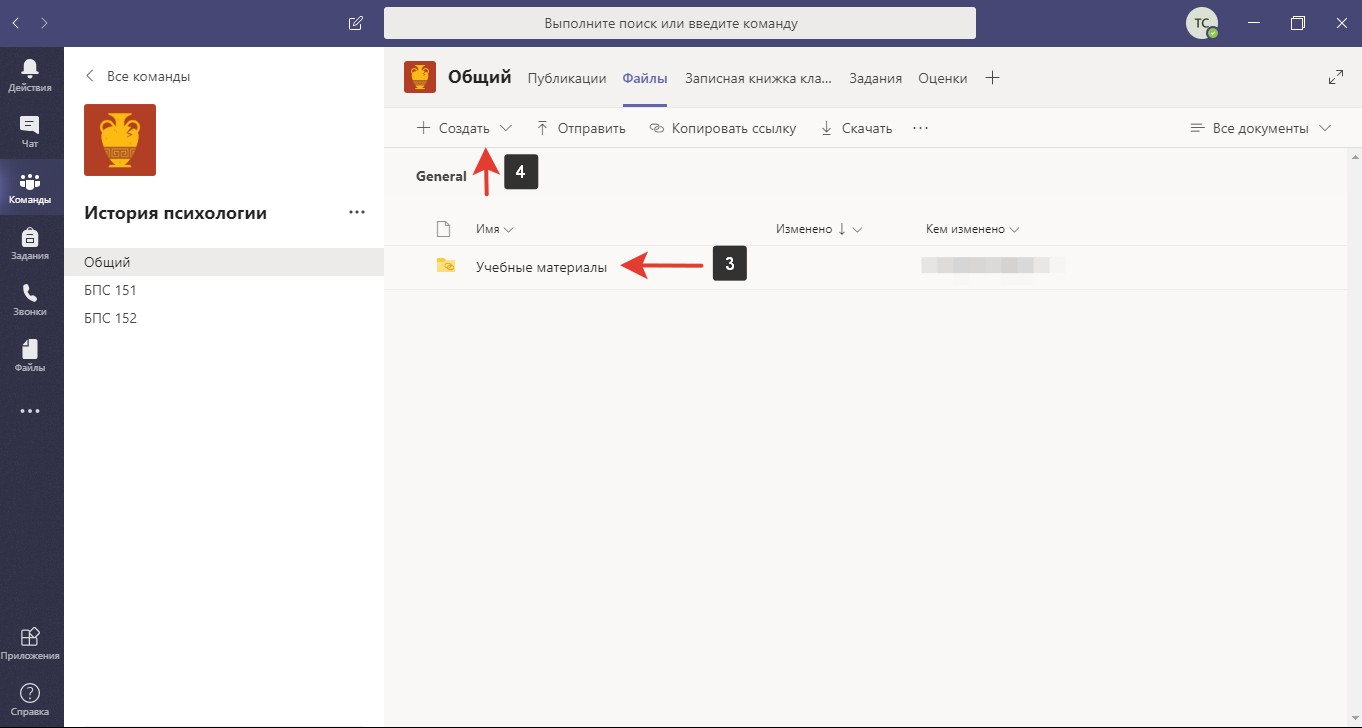 Выполните поиск или введите команду
ТС
Действия
Чат
Команды
Задания
Звонки
Файлы
Приложения
Справка
Все команды
История психологии
Общий
БПС 151
БПС 152
Общий Публикации Файлы Записная книжка кла... Задания Оценки
Создать Отправить Копировать ссылку Скачать Все документы
4
General
Имя Изменено Кем изменено
Учебные материалы 3